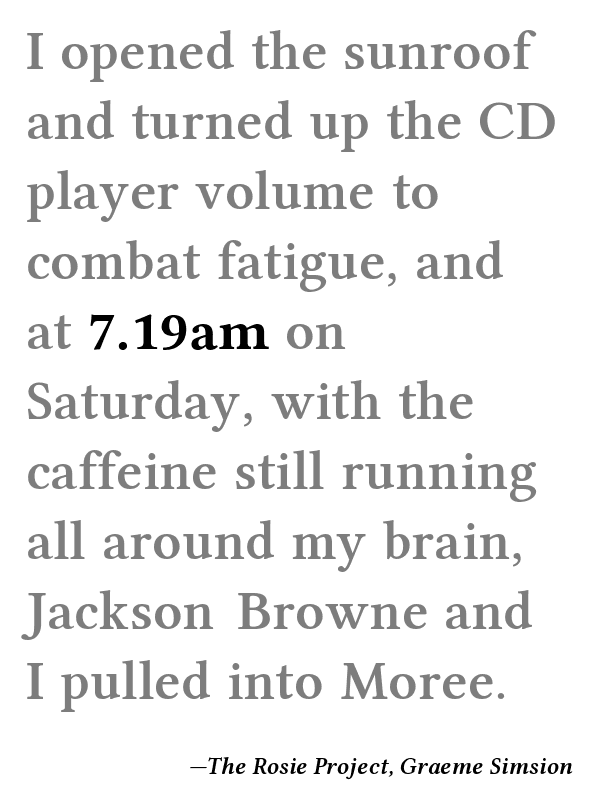 I opened the sunroof
and turned up the CD
player volume to
combat fatigue, and
at 7.19am on
Saturday, with the
caffeine still running
all around my brain,
Jackson Browne and
I pulled into Moree.
—The Rosie Project, Graeme Simsion